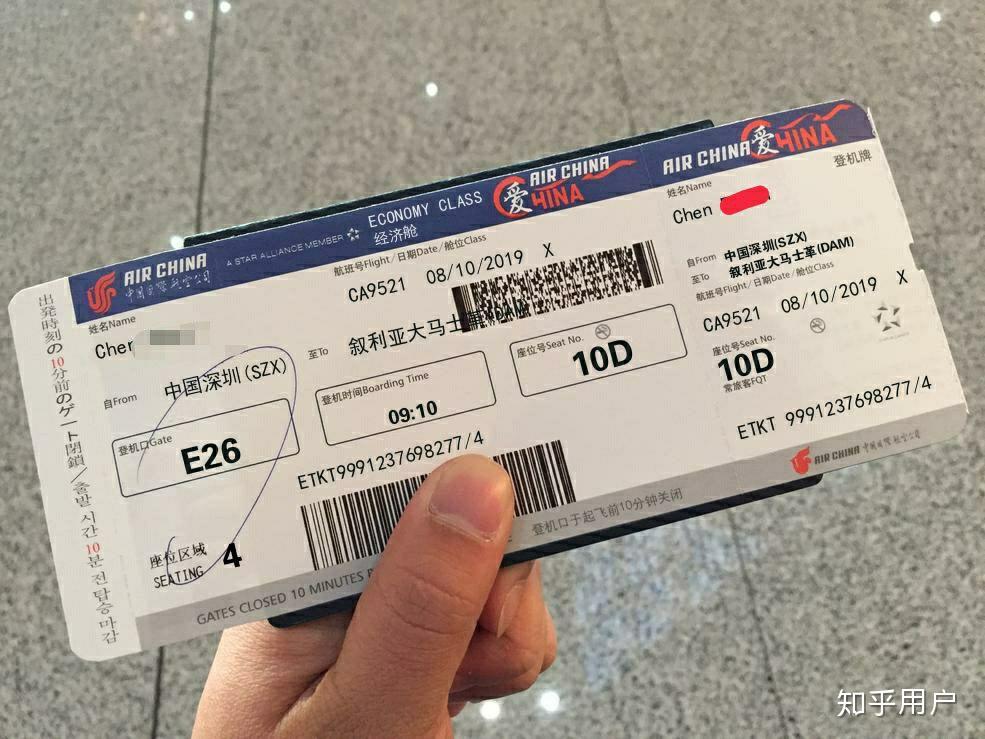 出発時刻の10分前のゲート閉鎖/출발 시간 10분 전 탑승 마감
AIR CHINA
中国国际航空公司
A STAR ALLIANCE MEMBER
ECONOMY CLASS
经济舱
AIR CHINA
爱CHINA
姓名Name
Chen
航班号Flight/日期Date/舱位Class
CA9521 08/10/2019 X
自From
中国深圳(SZX)
至To
叙利亚大马士革(DAM)
登机口Gate
E26
登机时间Boarding Time
09:10
座位号Seat No.
10D
ETKT9991237698277/4
座位区域
SEATING
4
GATES CLOSED 10 MINUTES
登机口于起飞前10分钟关闭
AIR CHINA
爱CHINA
登机牌
姓名Name
Chen
自From 中国深圳(SZX)
至To 叙利亚大马士革(DAM)
航班号Flight/日期Date/舱位Class
CA9521 08/10/2019 X
座位号Seat No.
10D
常旅客FQT
ETKT 9991237698277/4
AIR CHINA 中国国际航空公司
知乎用户